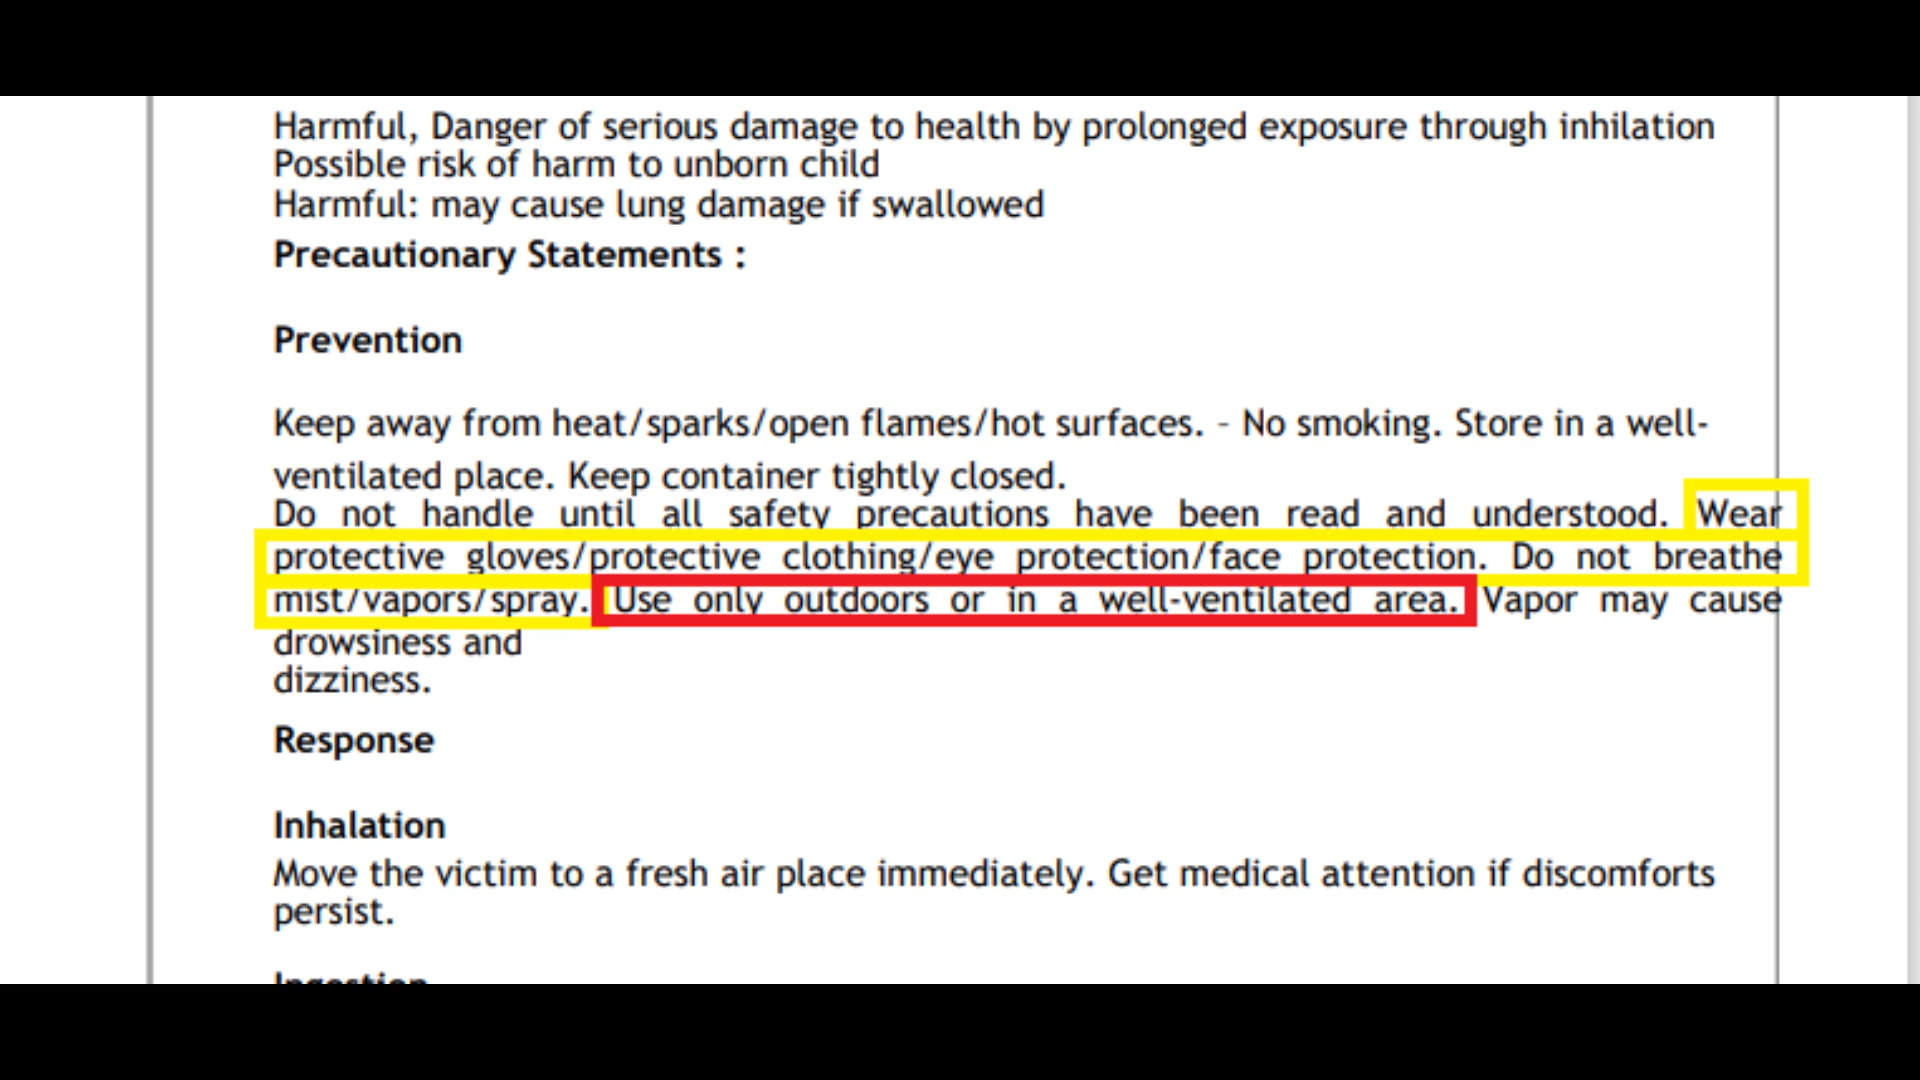 Harmful, Danger of serious damage to health by prolonged exposure through inhilation
Possible risk of harm to unborn child
Harmful: may cause lung damage if swallowed
Precautionary Statements :
Prevention
Keep away from heat/sparks/open flames/hot surfaces. – No smoking. Store in a well-
ventilated place. Keep container tightly closed.
Do not handle until all safety precautions have been read and understood. Wear
protective gloves/protective clothing/eye protection/face protection. Do not breathe
mist/vapors/spray. Use only outdoors or in a well-ventilated area. Vapor may cause
drowsiness and
dizziness.
Response
Inhalation
Move the victim to a fresh air place immediately. Get medical attention if discomforts
persist.
Ingestion